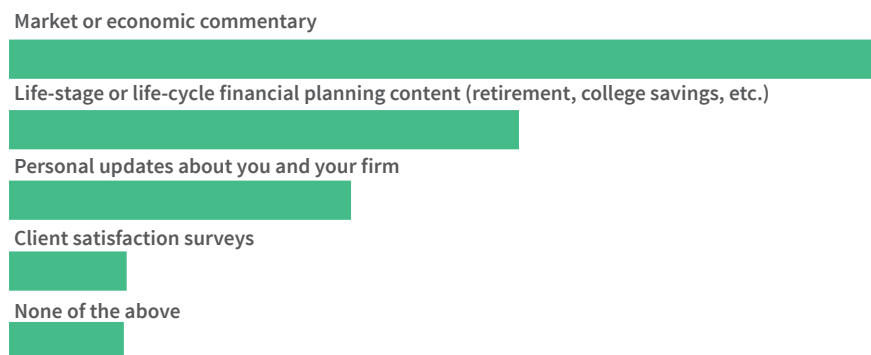 Market or economic commentary
Life-stage or life-cycle financial planning content (retirement, college savings, etc.)
Personal updates about you and your firm
Client satisfaction surveys
None of the above